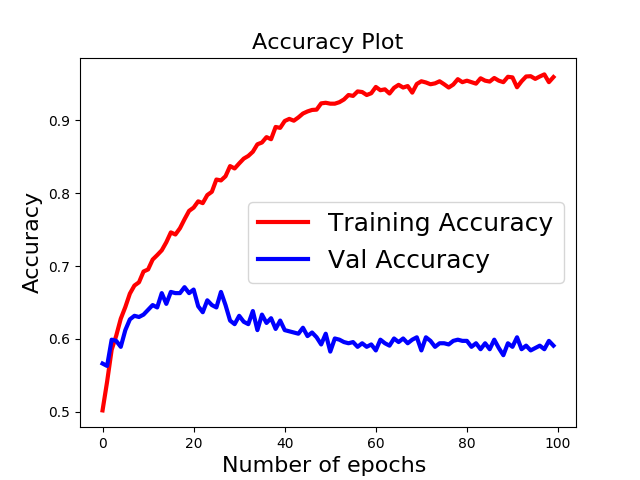 Accuracy Plot
Accuracy
0.9
0.8
0.7
0.6
0.5
Training Accuracy
Val Accuracy
0 20 40 60 80 100
Number of epochs